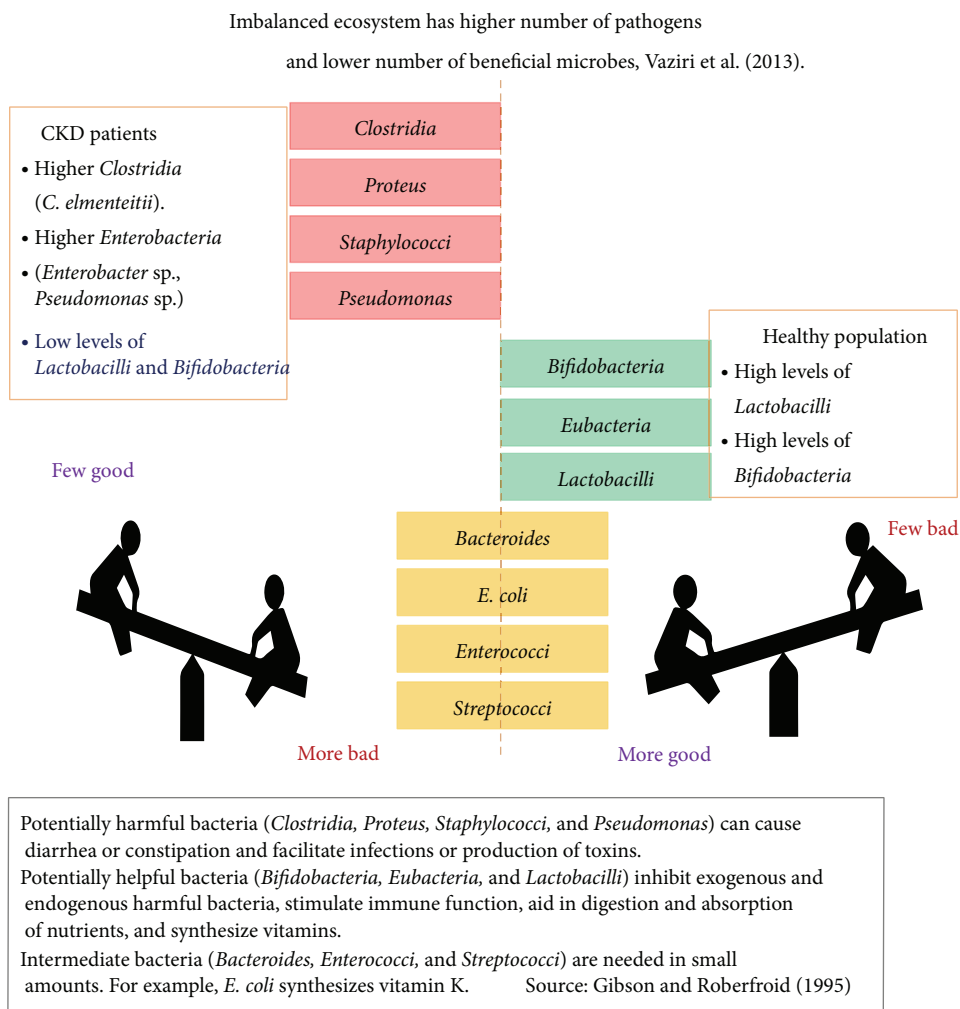 Imbalanced ecosystem has higher number of pathogens
and lower number of beneficial microbes, Vaziri et al. (2013).
CKD patients
• Higher Clostridia
(C. elmenteitii).
• Higher Enterobacteria
• (Enterobacter sp.,
Pseudomonas sp.)
• Low levels of
Lactobacilli and Bifidobacteria
Clostridia
Proteus
Staphylococci
Pseudomonas
Bifidobacteria
Eubacteria
Lactobacilli
Healthy population
• High levels of
Lactobacilli
• High levels of
Bifidobacteria
Few good
Few bad
Bacteroides
E. coli
Enterococci
Streptococci
More bad
More good
Potentially harmful bacteria (Clostridia, Proteus, Staphylococci, and Pseudomonas) can cause
diarrhea or constipation and facilitate infections or production of toxins.
Potentially helpful bacteria (Bifidobacteria, Eubacteria, and Lactobacilli) inhibit exogenous and
endogenous harmful bacteria, stimulate immune function, aid in digestion and absorption
of nutrients, and synthesize vitamins.
Intermediate bacteria (Bacteroides, Enterococci, and Streptococci) are needed in small
amounts. For example, E. coli synthesizes vitamin K. Source: Gibson and Roberfroid (1995)